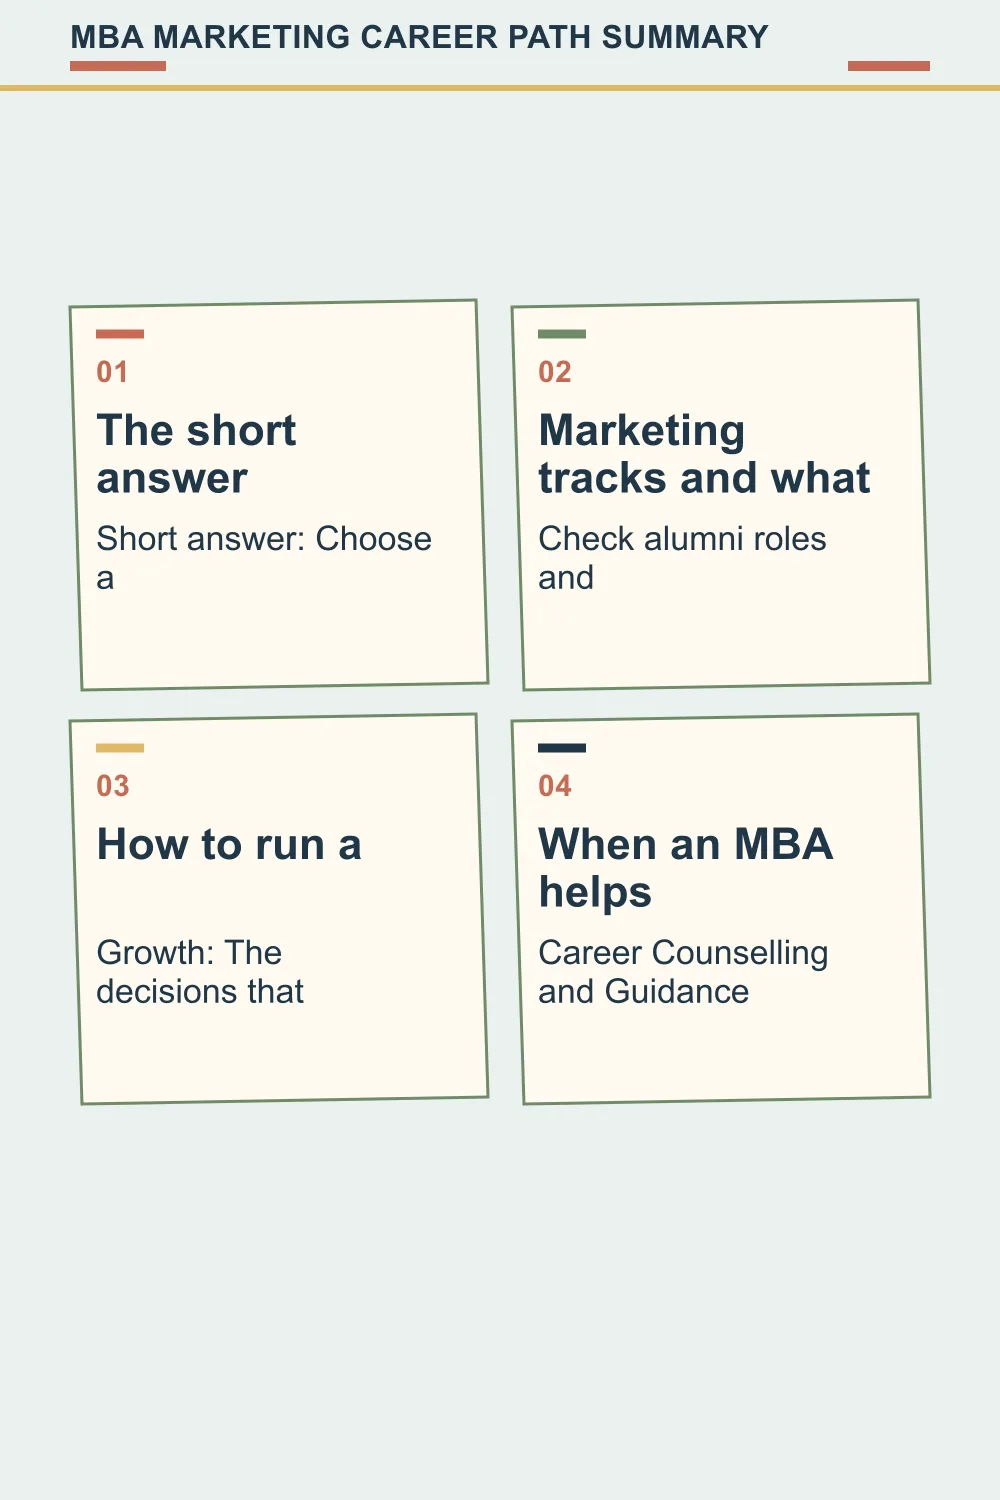 MBA MARKETING CAREER PATH SUMMARY
01
The short
answer
Short answer: Choose
a
02
Marketing
tracks and what
Check alumni roles
and
03
How to run a
Growth: The
decisions that
04
When an MBA
helps
Career Counselling
and Guidance